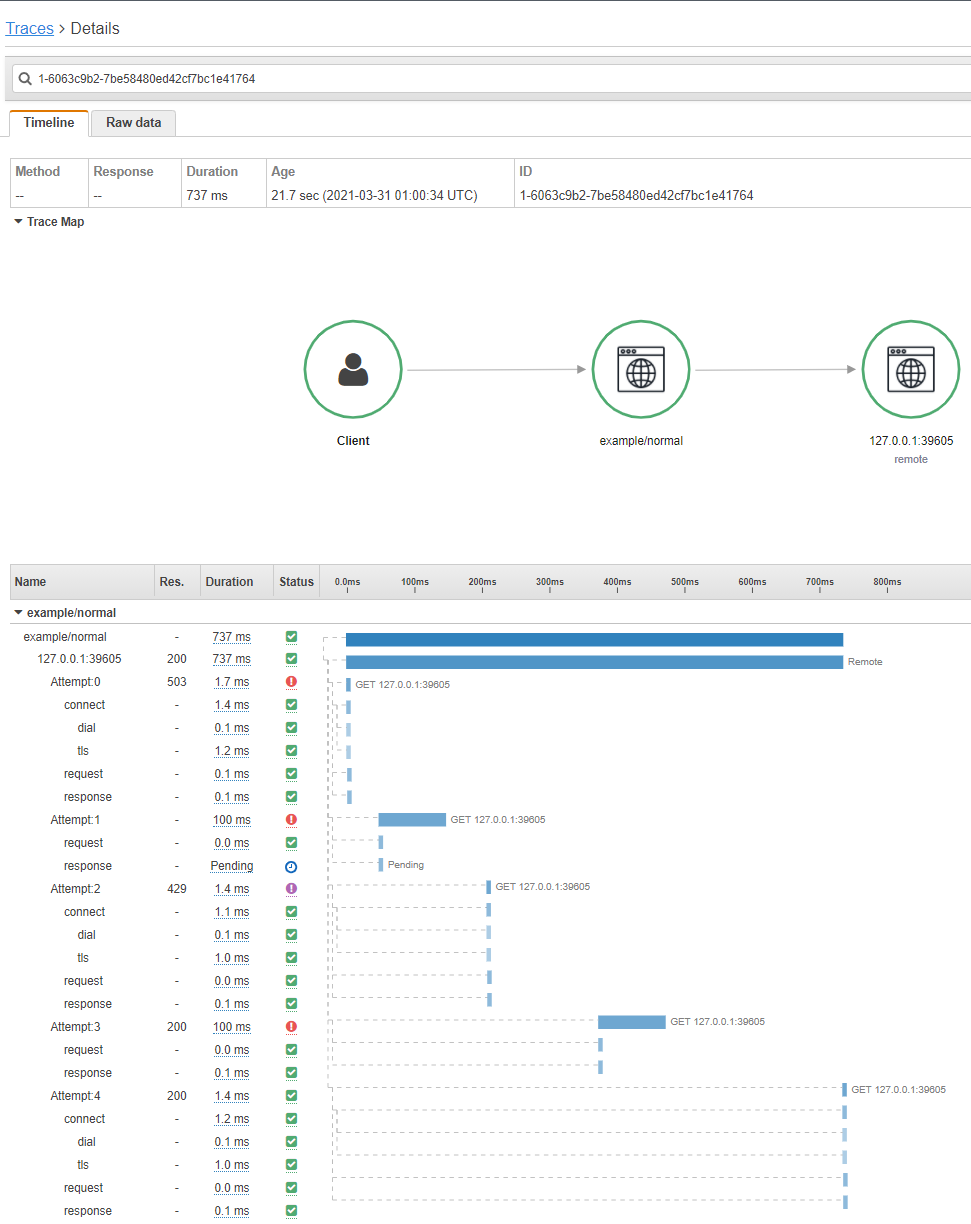 Traces > Details
1-6063c9b2-7be58480ed42cf7bc1e41764
Timeline Raw data
Method Response Duration Age ID
-- -- 737 ms 21.7 sec (2021-03-31 01:00:34 UTC) 1-6063c9b2-7be58480ed42cf7bc1e41764
Trace Map
Client example/normal 127.0.0.1:39605
remote
Name Res. Duration Status 0.0ms 100ms 200ms 300ms 400ms 500ms 600ms 700ms 800ms
example/normal
example/normal - 737 ms
127.0.0.1:39605 200 737 ms Remote
Attempt:0 503 1.7 ms GET 127.0.0.1:39605
connect - 1.4 ms
dial - 0.1 ms
tls - 1.2 ms
request - 0.1 ms
response - 0.1 ms
Attempt:1 - 100 ms GET 127.0.0.1:39605
request - 0.0 ms
response - Pending Pending
Attempt:2 429 1.4 ms GET 127.0.0.1:39605
connect - 1.1 ms
dial - 0.1 ms
tls - 1.0 ms
request - 0.0 ms
response - 0.1 ms
Attempt:3 200 100 ms GET 127.0.0.1:39605
request - 0.0 ms
response - 0.1 ms
Attempt:4 200 1.4 ms GET 127.0.0.1:39605
connect - 1.2 ms
dial - 0.1 ms
tls - 1.0 ms
request - 0.0 ms
response - 0.1 ms